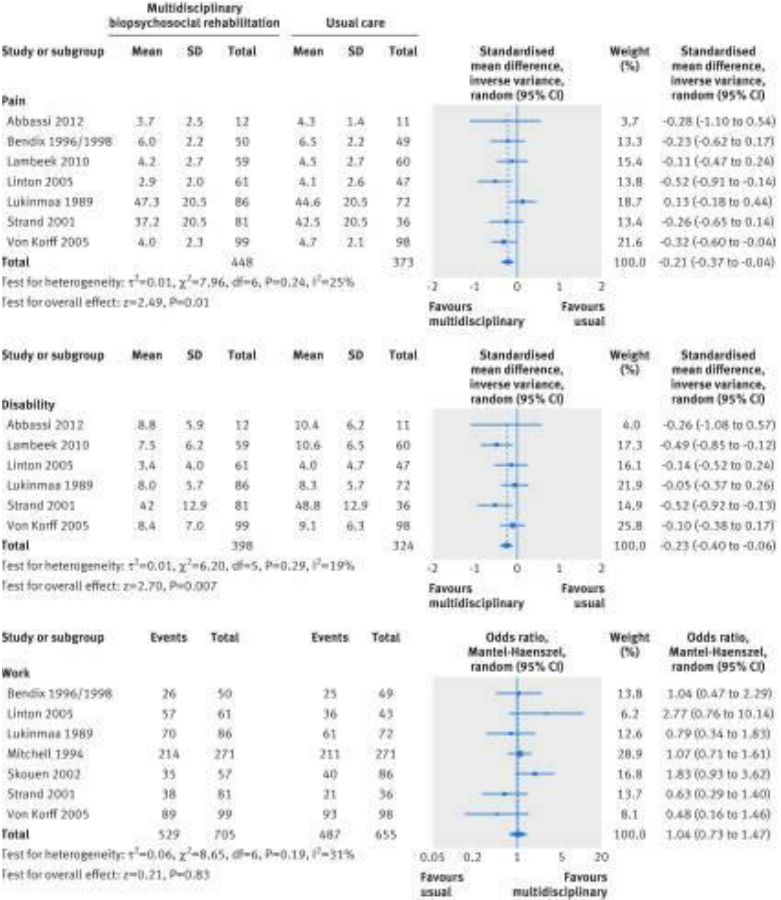 Multidisciplinary
biopsychosocial rehabilitation Usual care
Study or subgroup Mean SD Total Mean SD Total Standardised mean difference, inverse variance, random (95% CI) Weight (%) Standardised mean difference, inverse variance, random (95% CI)
Pain
Abbassi 2012 3.7 2.5 12 4.3 1.4 11 3.7 -0.28 (-1.10 to 0.54)
Bendix 1996/1998 6.0 2.2 50 6.5 2.2 49 13.3 -0.23 (-0.62 to 0.17)
Lambeek 2010 4.2 2.7 59 4.5 2.7 60 15.4 -0.11 (-0.47 to 0.24)
Linton 2005 2.9 2.0 61 4.1 2.6 47 13.8 -0.52 (-0.91 to -0.14)
Lukinmaa 1989 47.3 20.5 86 44.6 20.5 72 18.7 0.13 (-0.18 to 0.44)
Strand 2001 37.2 20.5 81 42.5 20.5 36 13.4 -0.26 (-0.65 to 0.14)
Von Korff 2005 4.0 2.3 99 4.7 2.1 98 21.6 -0.32 (-0.60 to -0.04)
Total 448 373 100.0 -0.21 (-0.37 to -0.04)
Test for heterogeneity: τ²=0.01, χ²=7.96, df=6, P=0.24, I²=25%
Test for overall effect: z=2.49, P=0.01
-2 -1 0 1 2
Favours multidisciplinary Favours usual
Study or subgroup Mean SD Total Mean SD Total Standardised mean difference, inverse variance, random (95% CI) Weight (%) Standardised mean difference, inverse variance, random (95% CI)
Disability
Abbassi 2012 8.8 5.9 12 10.4 6.2 11 4.0 -0.26 (-1.08 to 0.57)
Lambeek 2010 7.5 6.2 59 10.6 6.5 60 17.3 -0.49 (-0.85 to -0.12)
Linton 2005 3.4 4.0 61 4.0 4.7 47 16.1 -0.14 (-0.52 to 0.24)
Lukinmaa 1989 8.0 5.7 86 8.3 5.7 72 21.9 -0.05 (-0.37 to 0.26)
Strand 2001 42 12.9 81 48.8 12.9 36 14.9 -0.52 (-0.92 to -0.13)
Von Korff 2005 8.4 7.0 99 9.1 6.3 98 25.8 -0.10 (-0.38 to 0.17)
Total 398 324 100.0 -0.23 (-0.40 to -0.06)
Test for heterogeneity: τ²=0.01, χ²=6.20, df=5, P=0.29, I²=19%
Test for overall effect: z=2.70, P=0.007
-2 -1 0 1 2
Favours multidisciplinary Favours usual
Study or subgroup Events Total Events Total Odds ratio, Mantel-Haenszel, random (95% CI) Weight (%) Odds ratio, Mantel-Haenszel, random (95% CI)
Work
Bendix 1996/1998 26 50 25 49 13.8 1.04 (0.47 to 2.29)
Linton 2005 57 61 36 43 6.2 2.77 (0.76 to 10.14)
Lukinmaa 1989 70 86 61 72 12.6 0.79 (0.34 to 1.83)
Mitchell 1994 214 271 211 271 28.9 1.07 (0.71 to 1.61)
Skouen 2002 35 57 40 86 16.8 1.83 (0.93 to 3.62)
Strand 2001 38 81 21 36 13.7 0.63 (0.29 to 1.40)
Von Korff 2005 89 99 93 98 8.1 0.48 (0.16 to 1.46)
Total 529 705 487 655 100.0 1.04 (0.73 to 1.47)
Test for heterogeneity: τ²=0.06, χ²=8.65, df=6, P=0.19, I²=31%
Test for overall effect: z=0.21, P=0.83
0.05 0.2 1 5 20
Favours usual Favours multidisciplinary